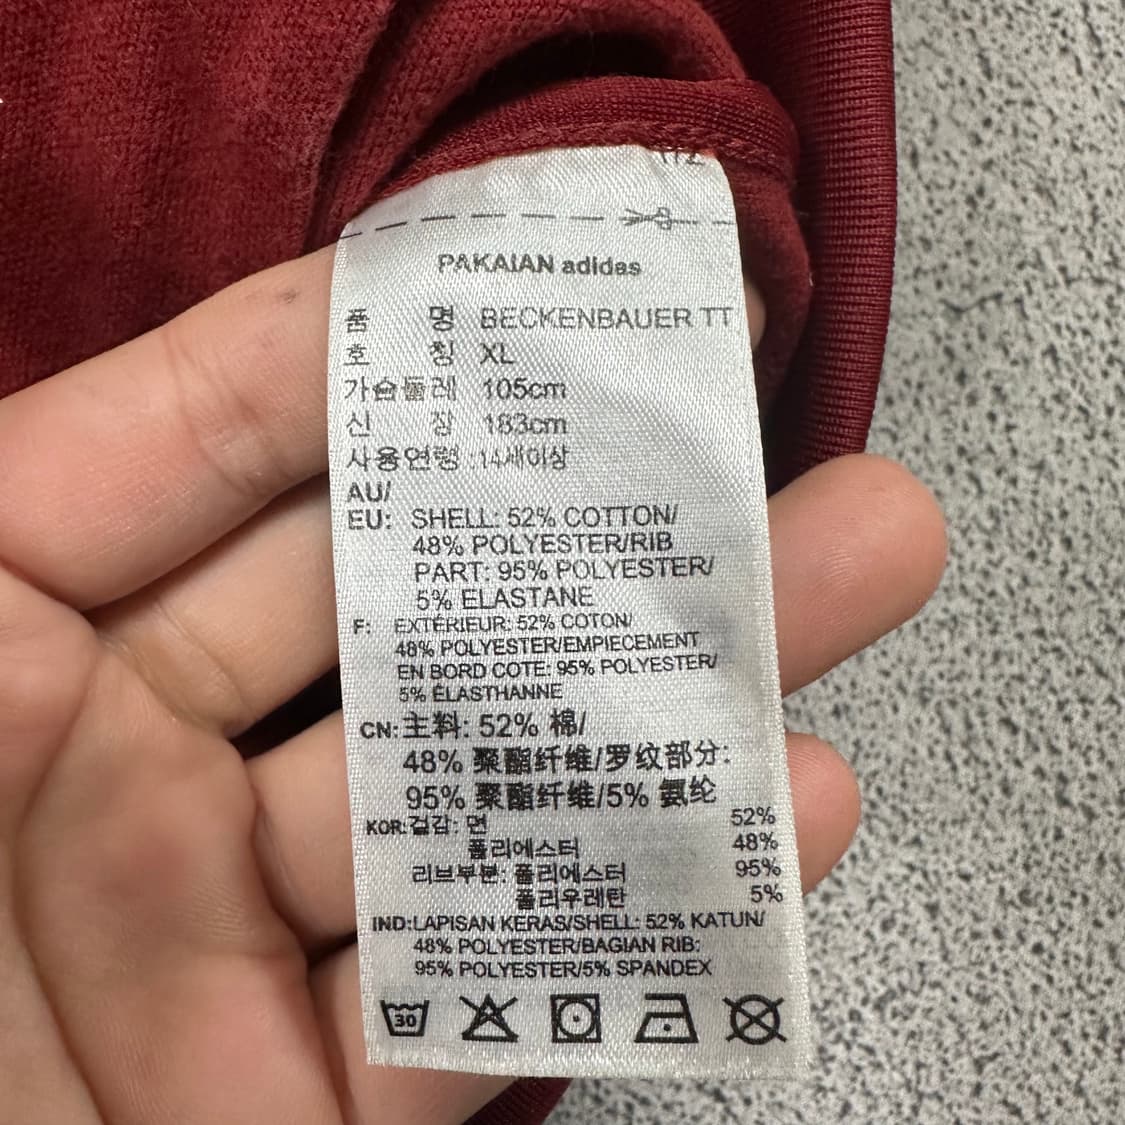 PAKAIAN adidas
품 명 BECKENBAUER TT
호 칭 XL
가슴둘레 105cm
신 장 183cm
사용연령 :14세이상
AU/
EU: SHELL: 52% COTTON/
48% POLYESTER/RIB
PART: 95% POLYESTER/
5% ELASTANE
F: EXTÉRIEUR: 52% COTON/
48% POLYESTER/EMPIECEMENT
EN BORD COTE: 95% POLYESTER/
5% ÉLASTHANNE
CN:主料: 52% 棉/
48% 聚酯纤维/罗纹部分:
95% 聚酯纤维/5% 氨纶
KOR:겉감: 면 52%
폴리에스터 48%
리브부분: 폴리에스터 95%
폴리우레탄 5%
IND:LAPISAN KERAS/SHELL: 52% KATUN/
48% POLYESTER/BAGIAN RIB:
95% POLYESTER/5% SPANDEX
30